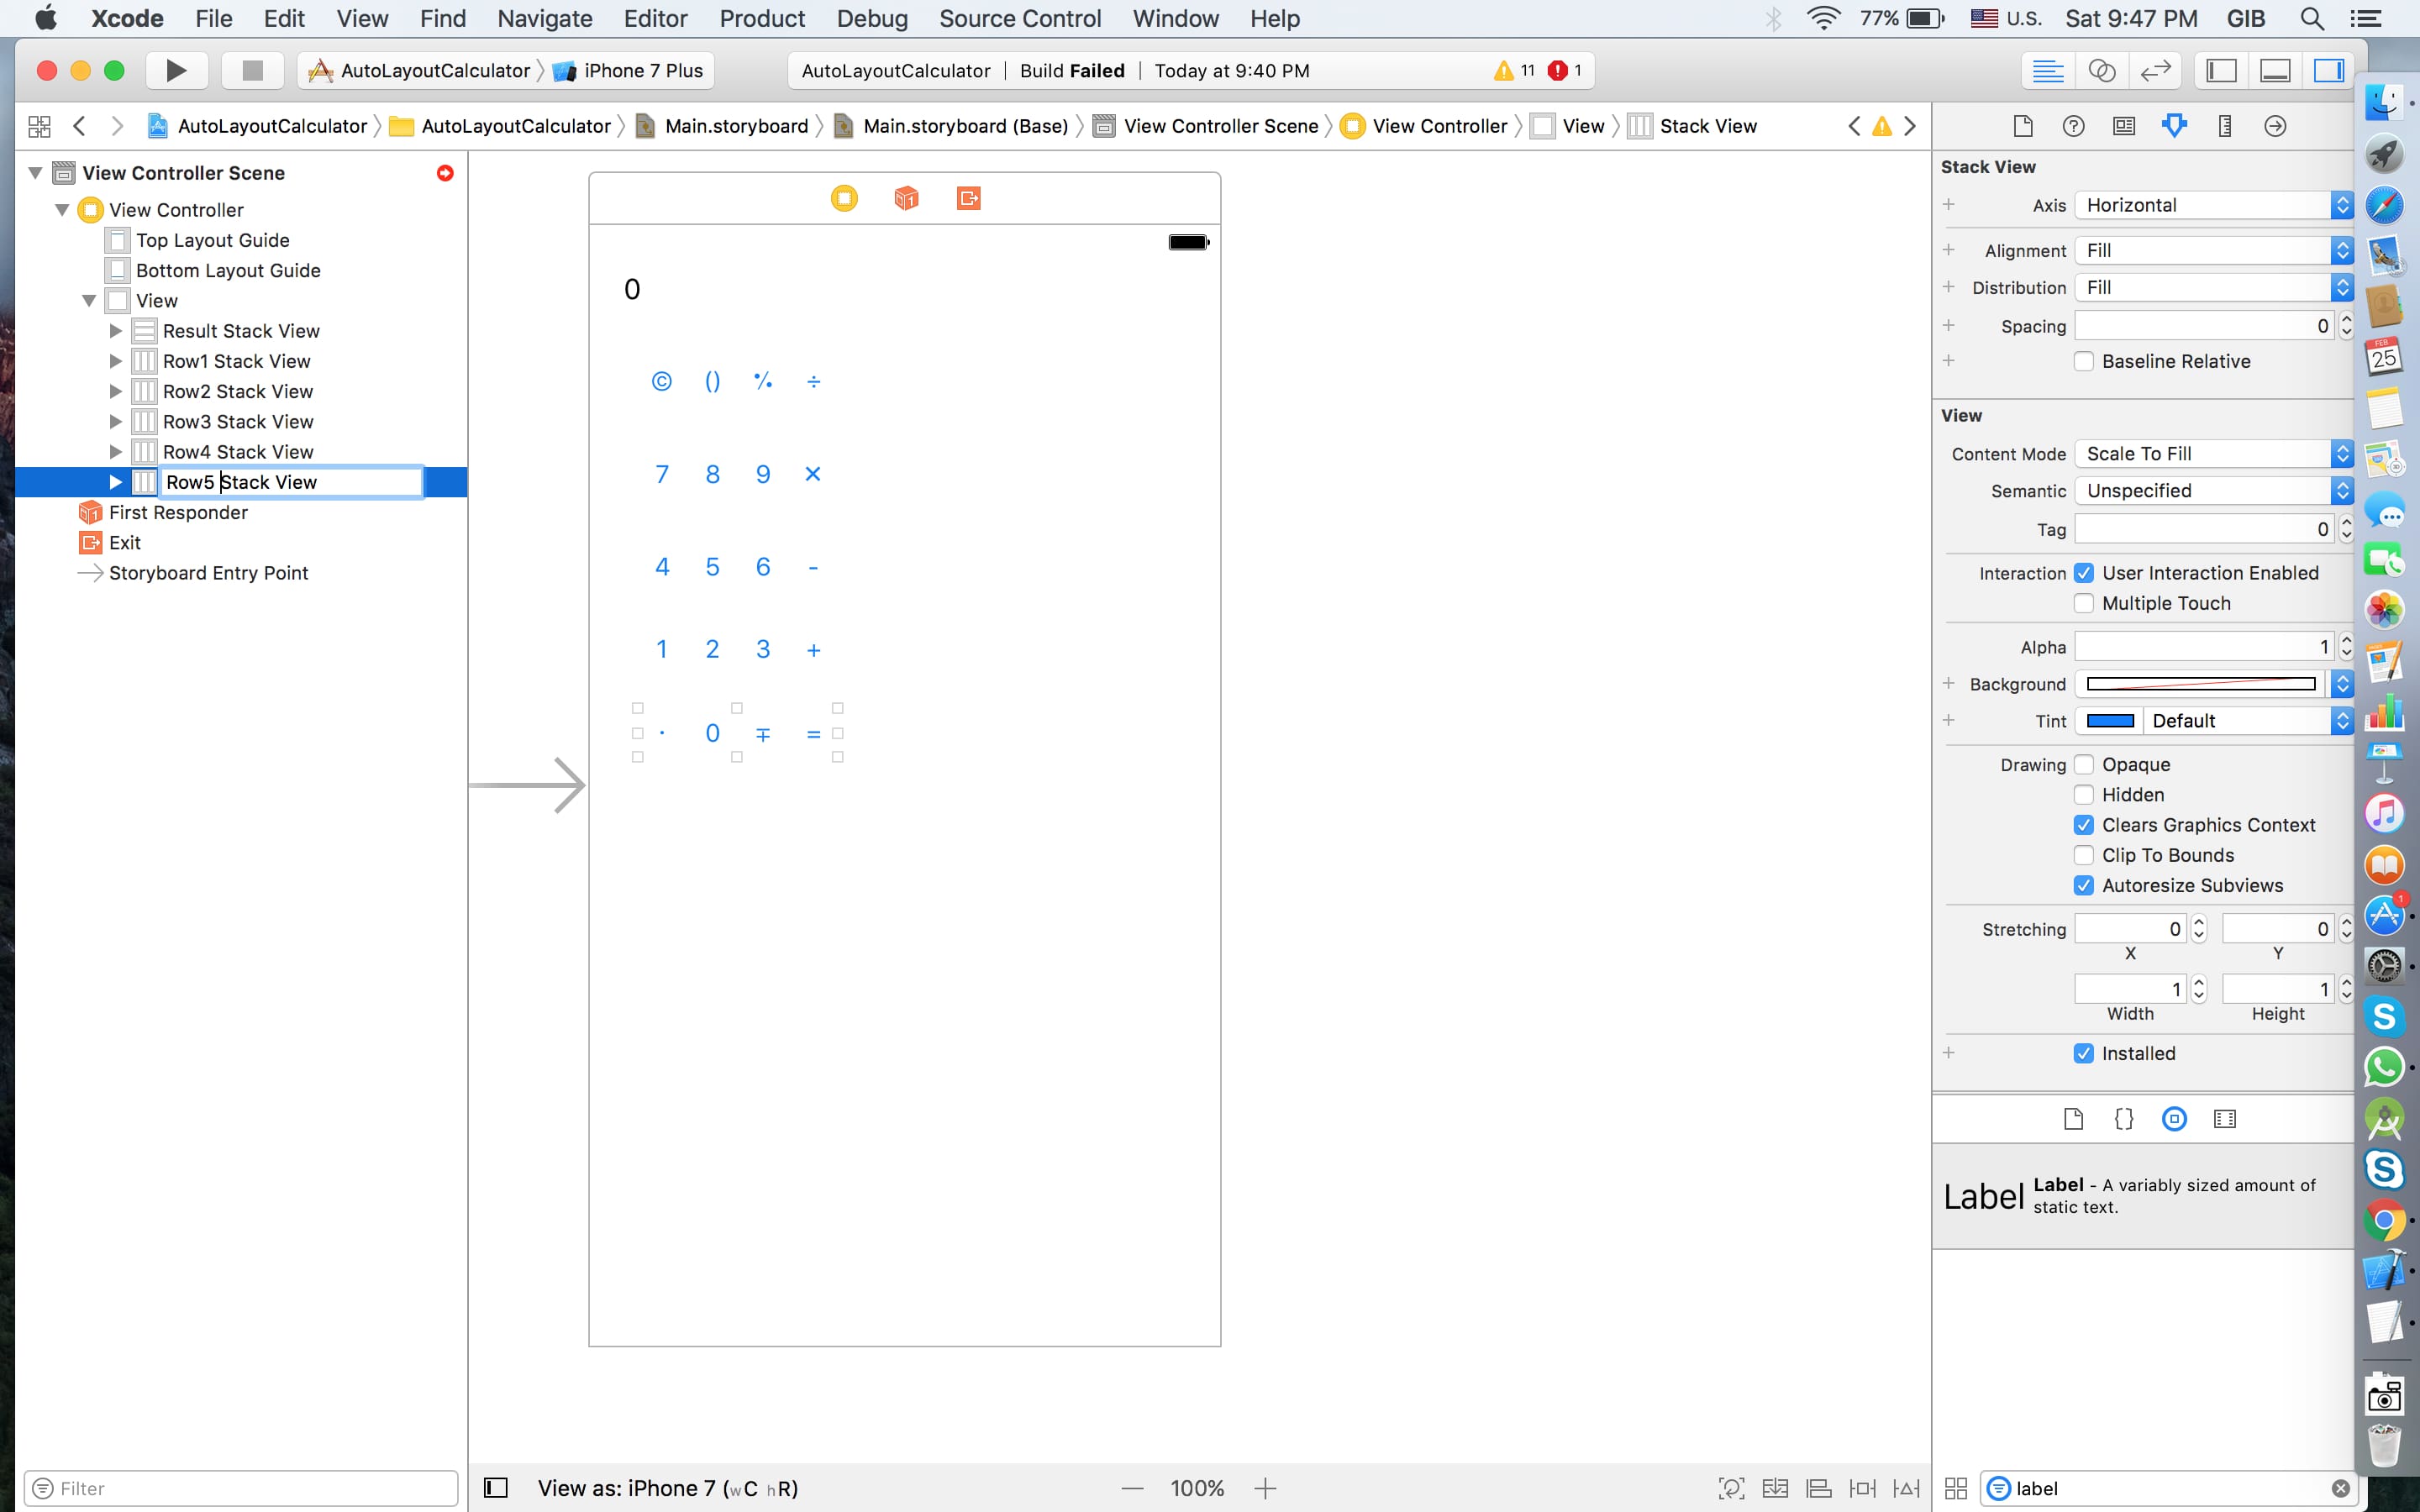 Xcode File Edit View Find Navigate Editor Product Debug Source Control Window Help 77% U.S. Sat 9:47 PM GIB
AutoLayoutCalculator iPhone 7 Plus AutoLayoutCalculator | Build Failed | Today at 9:40 PM 11 1
AutoLayoutCalculator AutoLayoutCalculator Main.storyboard Main.storyboard (Base) View Controller Scene View Controller View Stack View
View Controller Scene
View Controller
Top Layout Guide
Bottom Layout Guide
View
Result Stack View
Row1 Stack View
Row2 Stack View
Row3 Stack View
Row4 Stack View
Row5 Stack View
First Responder
Exit
Storyboard Entry Point
Filter
0
© () ⁒ ÷
7 8 9 ×
4 5 6 -
1 2 3 +
· 0 ∓ =
View as: iPhone 7 (wC hR)
100%
Stack View
Axis Horizontal
Alignment Fill
Distribution Fill
Spacing 0
Baseline Relative
View
Content Mode Scale To Fill
Semantic Unspecified
Tag 0
Interaction User Interaction Enabled
Multiple Touch
Alpha 1
Background
Tint Default
Drawing Opaque
Hidden
Clears Graphics Context
Clip To Bounds
Autoresize Subviews
Stretching 0 0
X Y
1 1
Width Height
Installed
{}
Label Label - A variably sized amount of
static text.
label
FEB
25
1